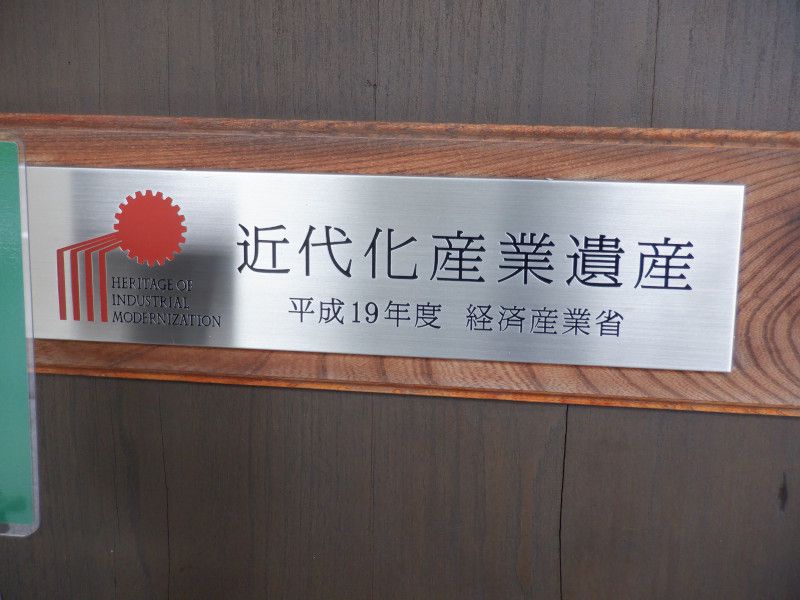 近代化産業遺産
平成19年度 経済産業省
HERITAGE OF
INDUSTRIAL
MODERNIZATION